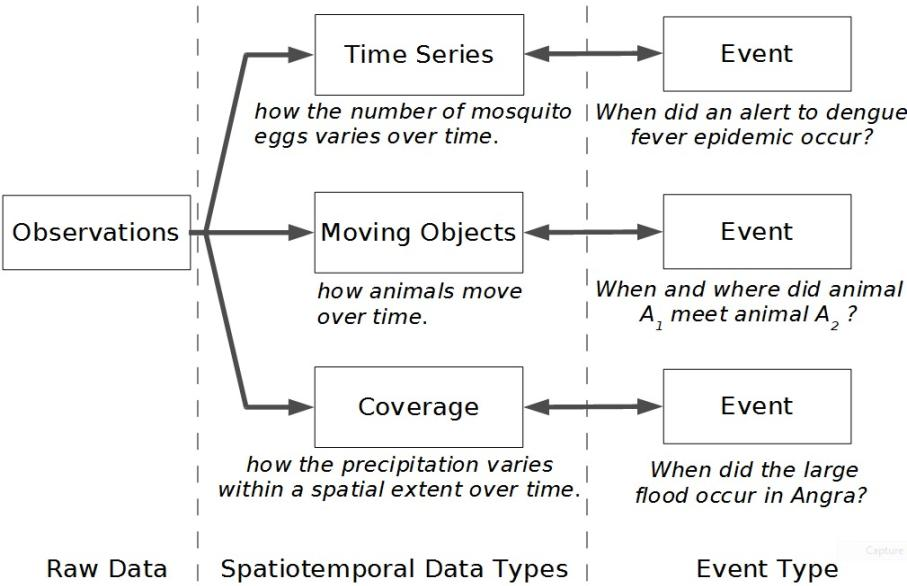 Time Series
Event
how the number of mosquito
eggs varies over time.
When did an alert to dengue
fever epidemic occur?
Observations
Moving Objects
Event
how animals move
over time.
When and where did animal
A1 meet animal A2 ?
Coverage
Event
how the precipitation varies
within a spatial extent over time.
When did the large
flood occur in Angra?
Raw Data
Spatiotemporal Data Types
Event Type
Capture